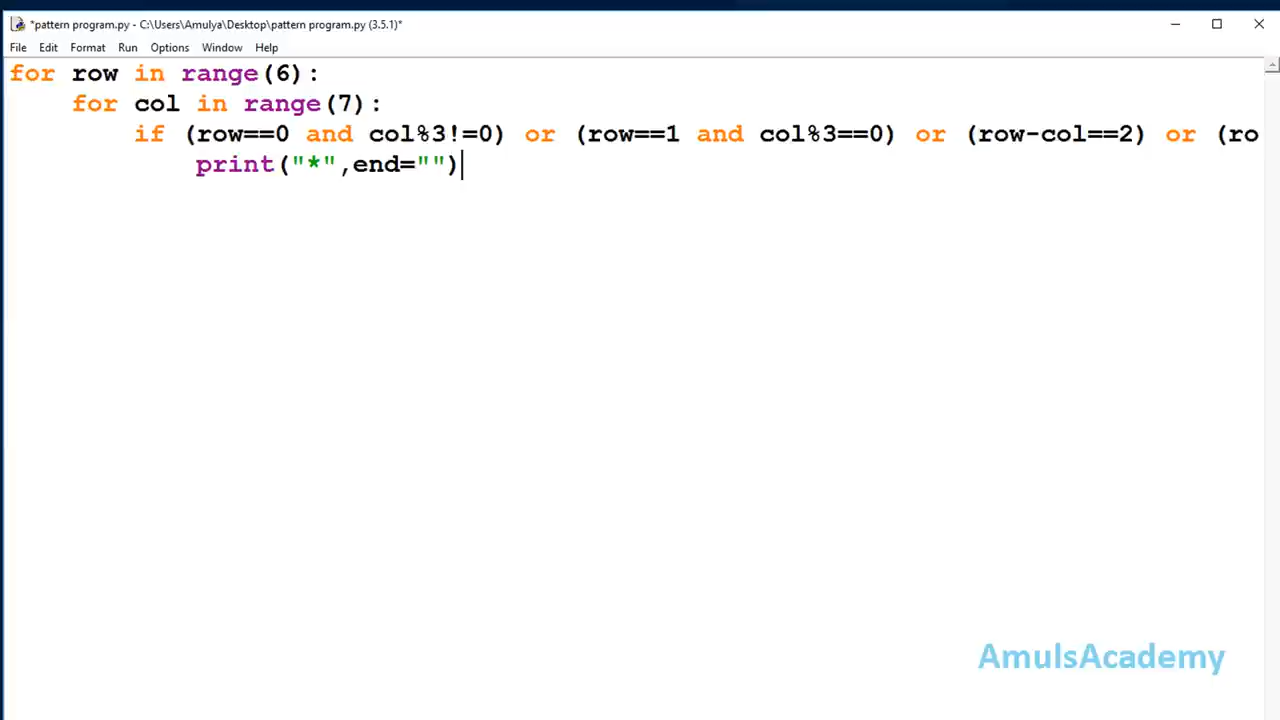 *pattern program.py - C:\Users\Amulya\Desktop\pattern program.py (3.5.1)*
File Edit Format Run Options Window Help
for row in range(6):
    for col in range(7):
        if (row==0 and col%3!=0) or (row==1 and col%3==0) or (row-col==2) or (ro
            print("*",end="")
AmulsAcademy